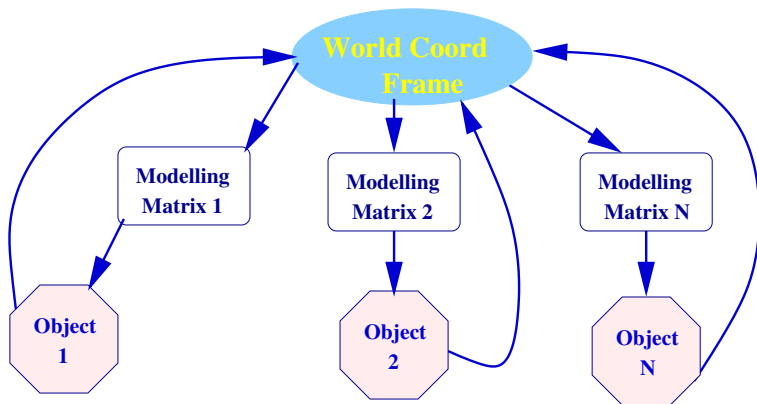 World Coord
Frame
Modelling
Matrix 1
Modelling
Matrix 2
Modelling
Matrix N
Object
1
Object
2
Object
N